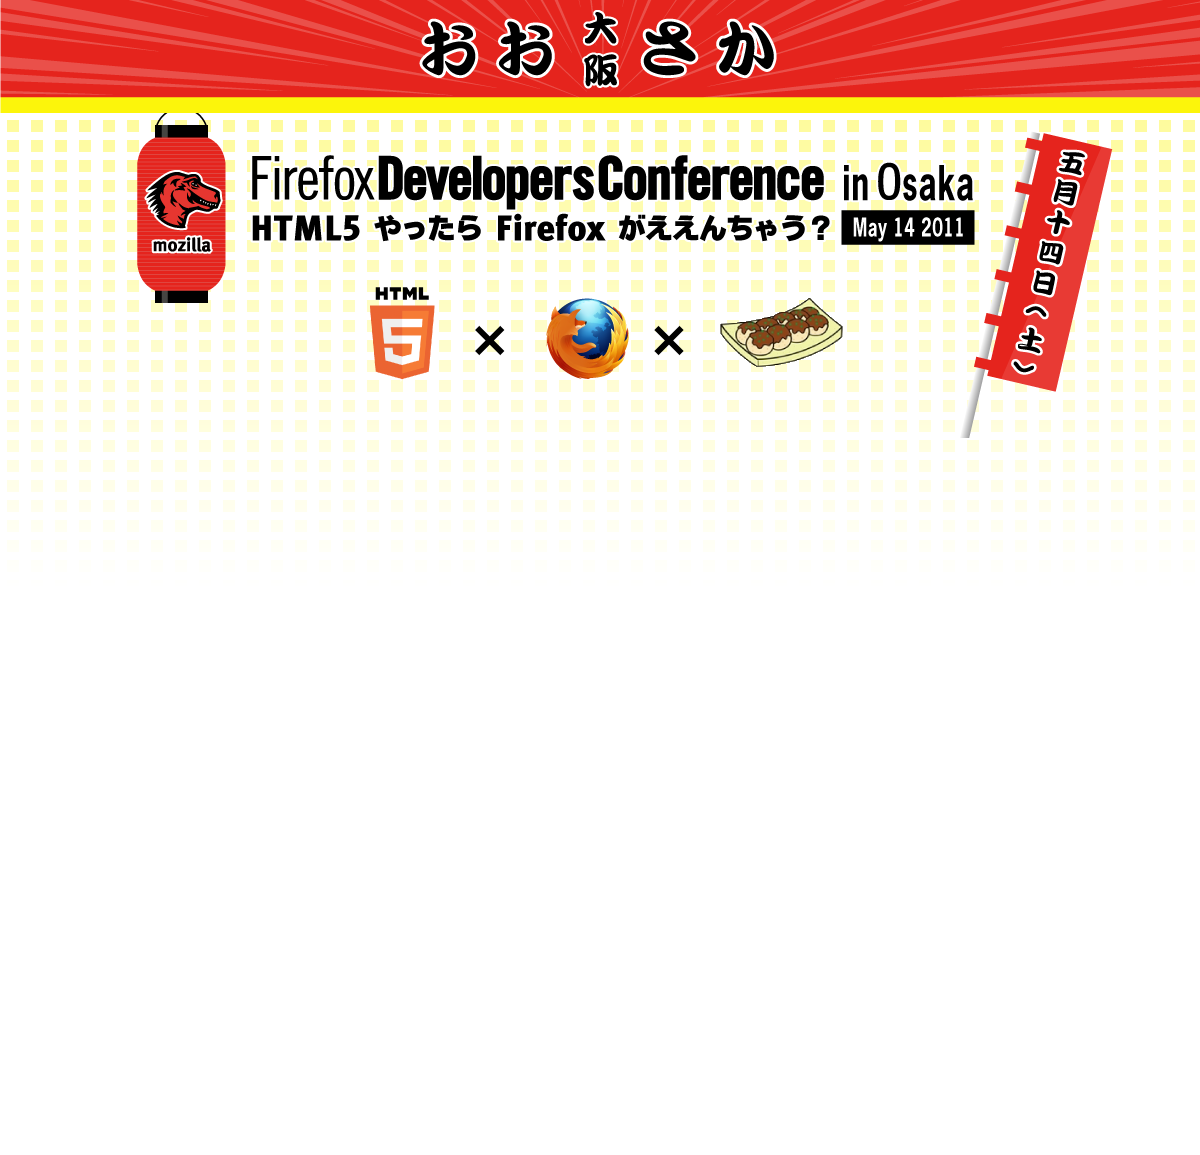 おお大阪さか
Firefox Developers Conference in Osaka
HTML5 やったら Firefox がええんちゃう？ May 14 2011
mozilla
HTML
5
× ×
五月十四日（土）